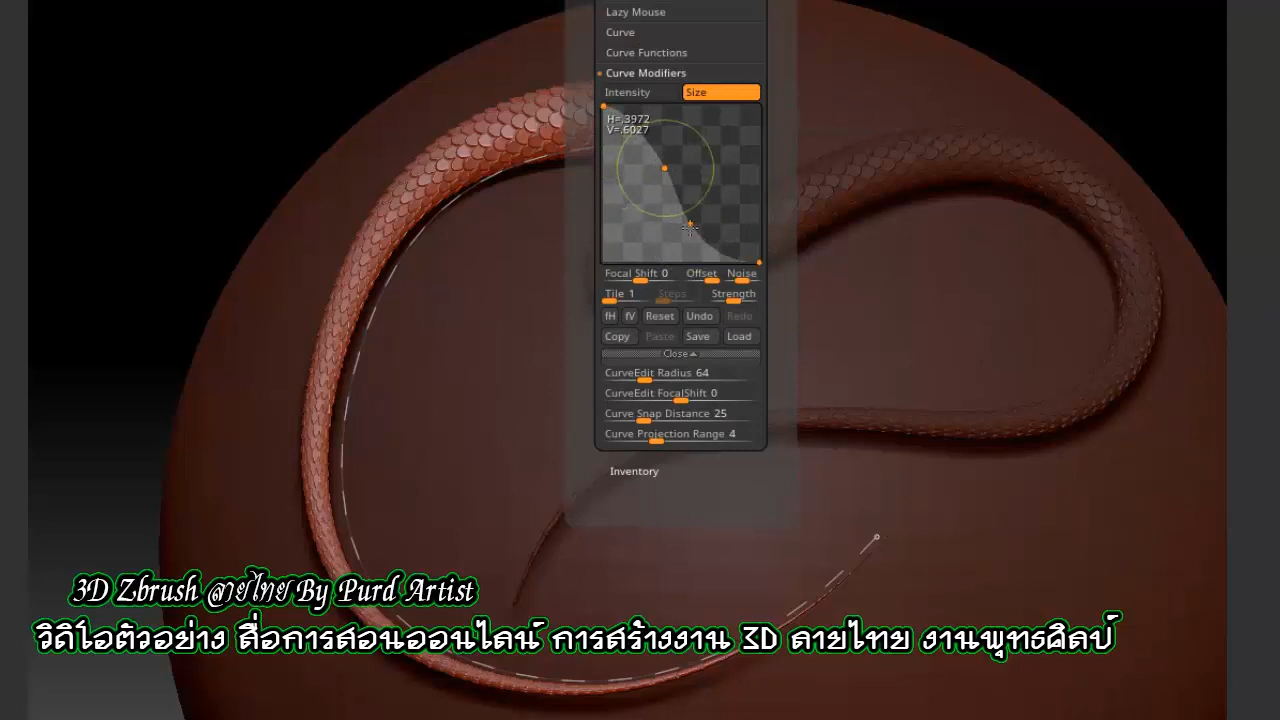 Lazy Mouse
Curve
Curve Functions
Curve Modifiers
Intensity Size
H=.3972
V=.6027
Focal Shift 0 Offset Noise
Tile 1 Steps Strength
fH fV Reset Undo Redo
Copy Paste Save Load
Close
CurveEdit Radius 64
CurveEdit FocalShift 0
Curve Snap Distance 25
Curve Projection Range 4
Inventory
3D Zbrush ลายไทย By Purd Artist
วิดิโอตัวอย่าง สื่อการสอนออนไลน์ การสร้างงาน 3D ลายไทย งานพุทธศิลป์